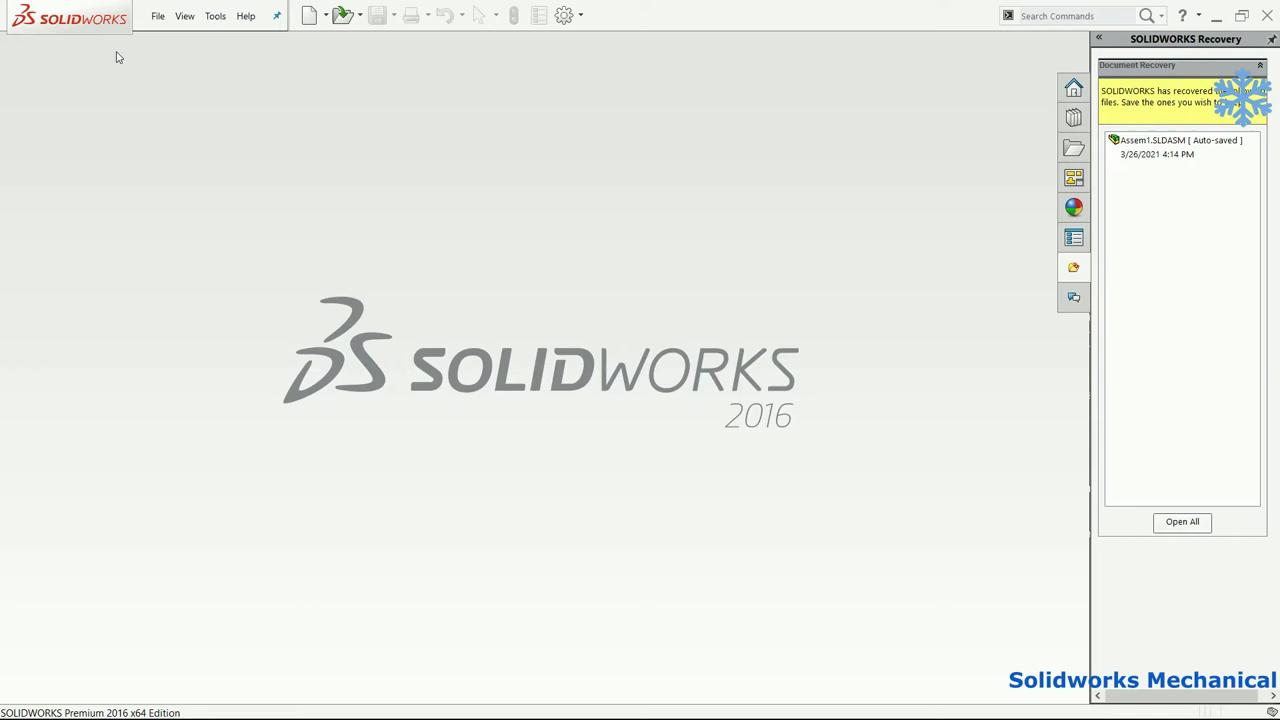 SOLIDWORKS
File View Tools Help
Search Commands
?
SOLIDWORKS Recovery
Document Recovery
SOLIDWORKS has recovered
files. Save the ones you wish to
Assem1.SLDASM [ Auto-saved ]
3/26/2021 4:14 PM
SOLIDWORKS
2016
Open All
Solidworks Mechanical
SOLIDWORKS Premium 2016 x64 Edition